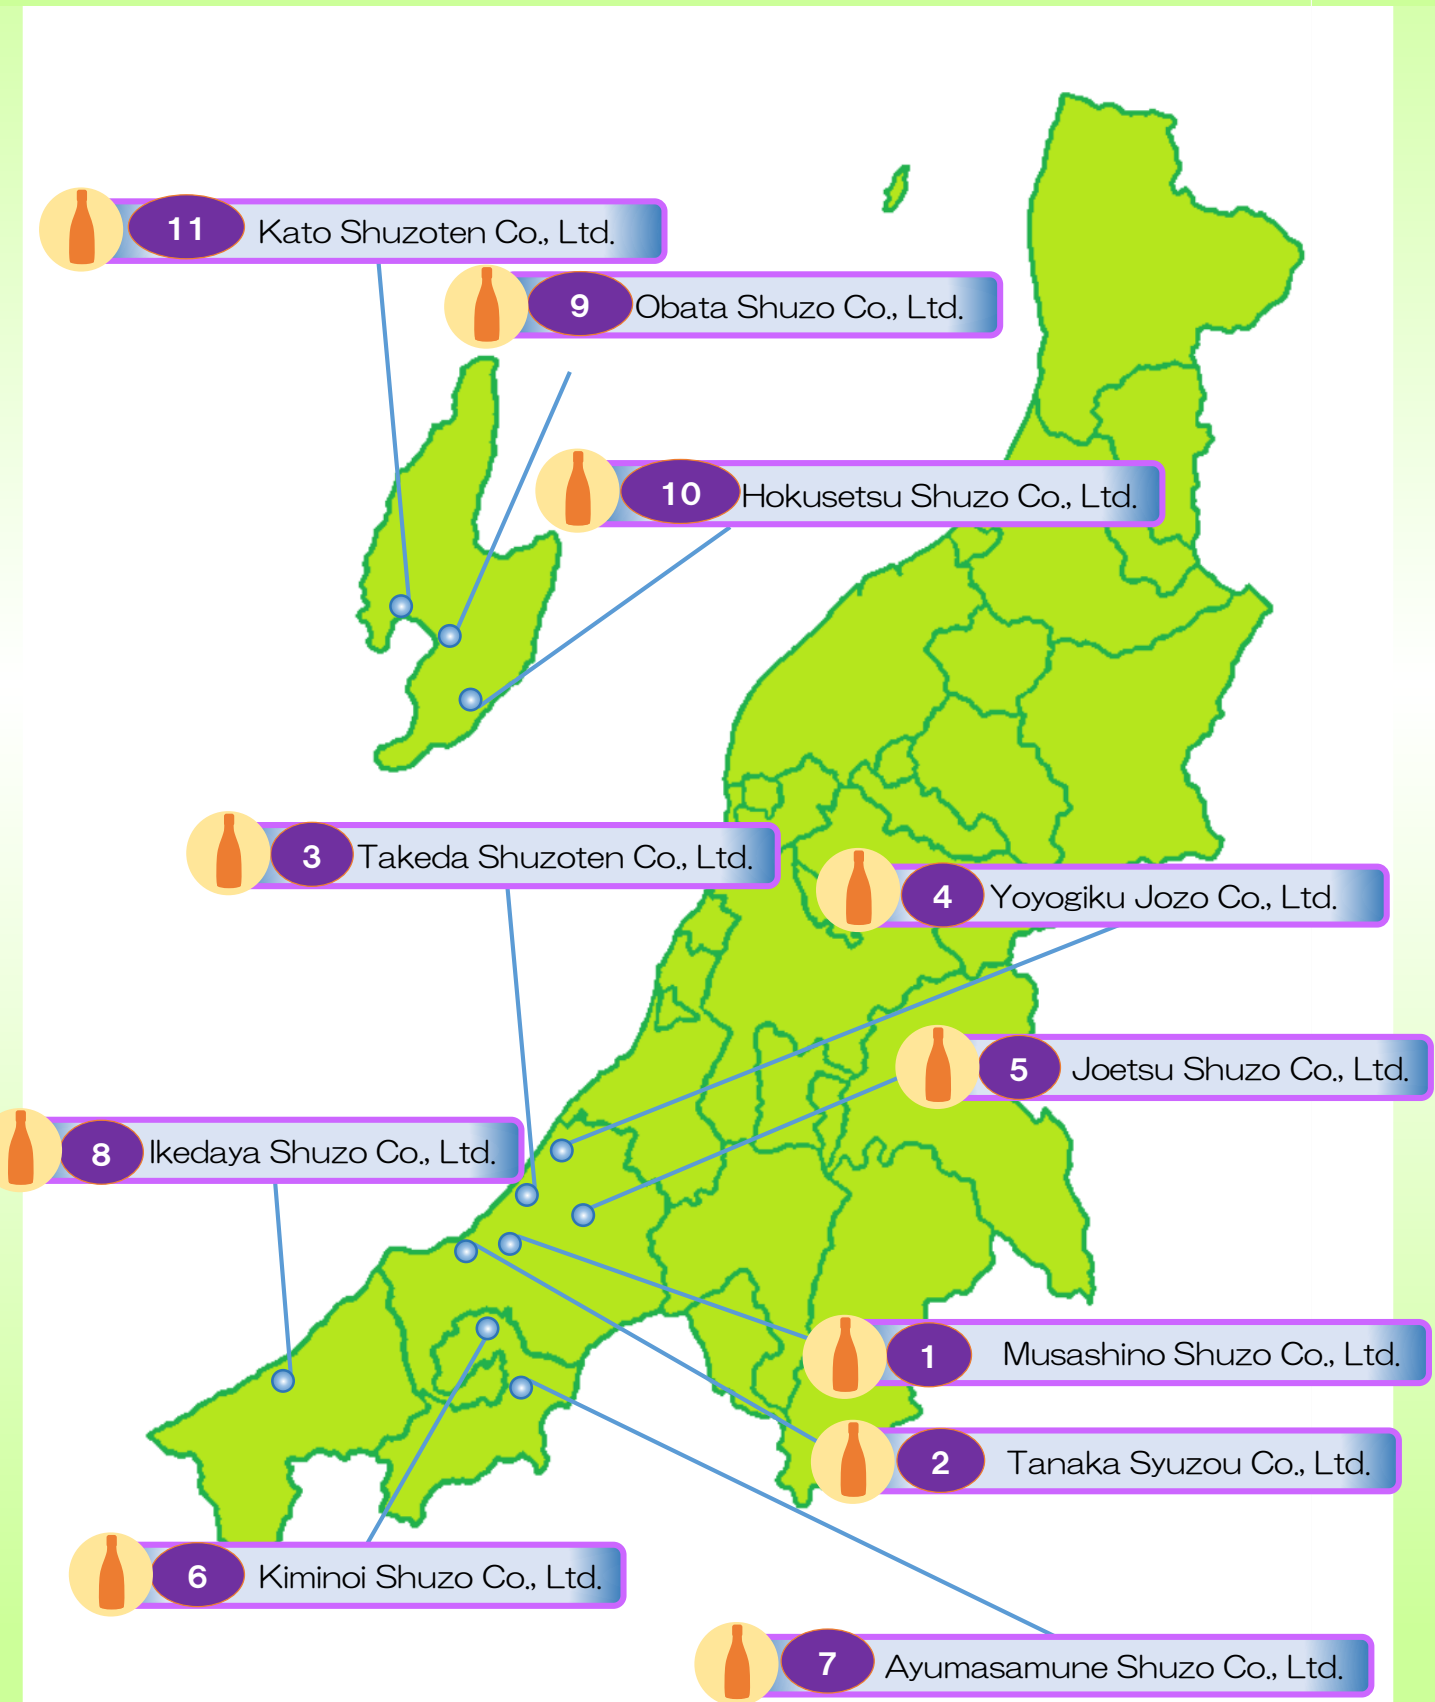 11 Kato Shuzoten Co., Ltd.
9 Obata Shuzo Co., Ltd.
10 Hokusetsu Shuzo Co., Ltd.
3 Takeda Shuzoten Co., Ltd.
4 Yoyogiku Jozo Co., Ltd.
5 Joetsu Shuzo Co., Ltd.
8 Ikedaya Shuzo Co., Ltd.
1 Musashino Shuzo Co., Ltd.
2 Tanaka Syuzou Co., Ltd.
6 Kiminoi Shuzo Co., Ltd.
7 Ayumasamune Shuzo Co., Ltd.